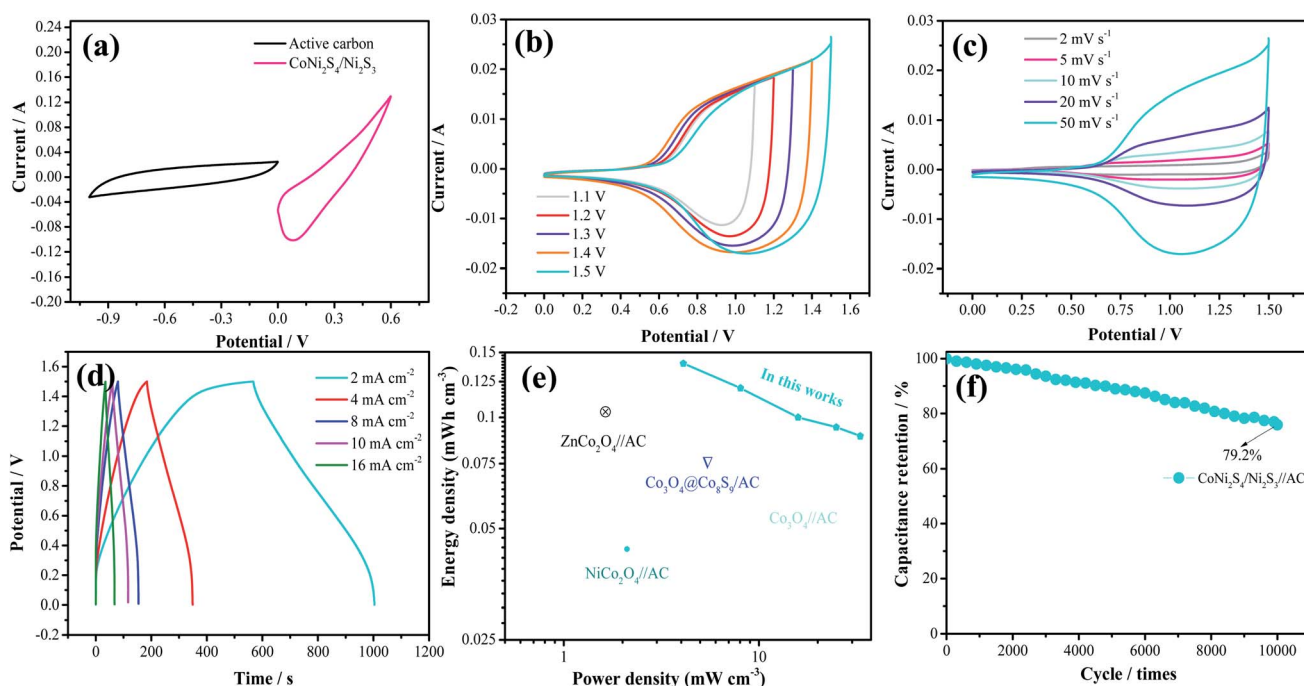 (a)
Active carbon
CoNi₂S₄/Ni₂S₃
0.24
0.20
0.16
0.12
0.08
0.04
0.00
-0.04
-0.08
-0.12
-0.16
-0.20
Current / A
-0.9
-0.6
-0.3
0.0
0.3
0.6
Potential / V
(b)
0.03
0.02
0.01
0.00
-0.01
-0.02
Current / A
1.1 V
1.2 V
1.3 V
1.4 V
1.5 V
-0.2
0.0
0.2
0.4
0.6
0.8
1.0
1.2
1.4
1.6
Potential / V
(c)
2 mV s⁻¹
5 mV s⁻¹
10 mV s⁻¹
20 mV s⁻¹
50 mV s⁻¹
0.03
0.02
0.01
0.00
-0.01
-0.02
Current / A
0.00
0.25
0.50
0.75
1.00
1.25
1.50
Potential / V
(d)
2 mA cm⁻²
4 mA cm⁻²
8 mA cm⁻²
10 mA cm⁻²
16 mA cm⁻²
1.6
1.4
1.2
1.0
0.8
0.6
0.4
0.2
0.0
-0.2
Potential / V
0
200
400
600
800
1000
1200
Time / s
(e)
In this works
ZnCo₂O₄//AC
Co₃O₄@Co₈S₉/AC
Co₃O₄//AC
NiCo₂O₄//AC
0.15
0.125
0.1
0.075
0.05
0.025
Energy density (mWh cm⁻³)
1
10
Power density (mW cm⁻³)
(f)
79.2%
CoNi₂S₄/Ni₂S₃//AC
100
80
60
40
20
0
Capacitance retention / %
0
2000
4000
6000
8000
10000
Cycle / times